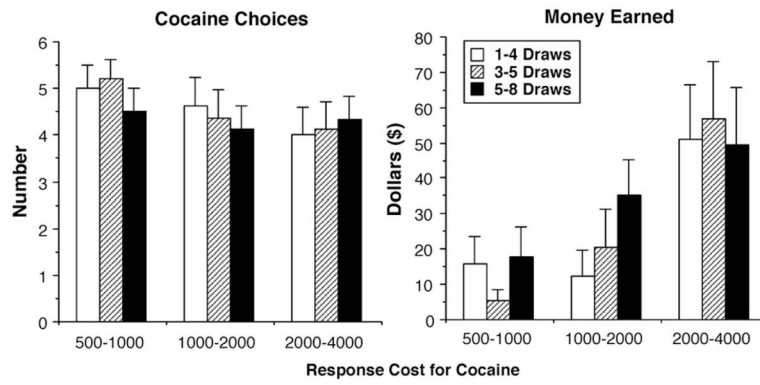 Cocaine Choices
Number
6
5
4
3
2
1
0
500-1000
1000-2000
2000-4000
Money Earned
Dollars ($)
80
70
60
50
40
30
20
10
0
1-4 Draws
3-5 Draws
5-8 Draws
500-1000
1000-2000
2000-4000
Response Cost for Cocaine